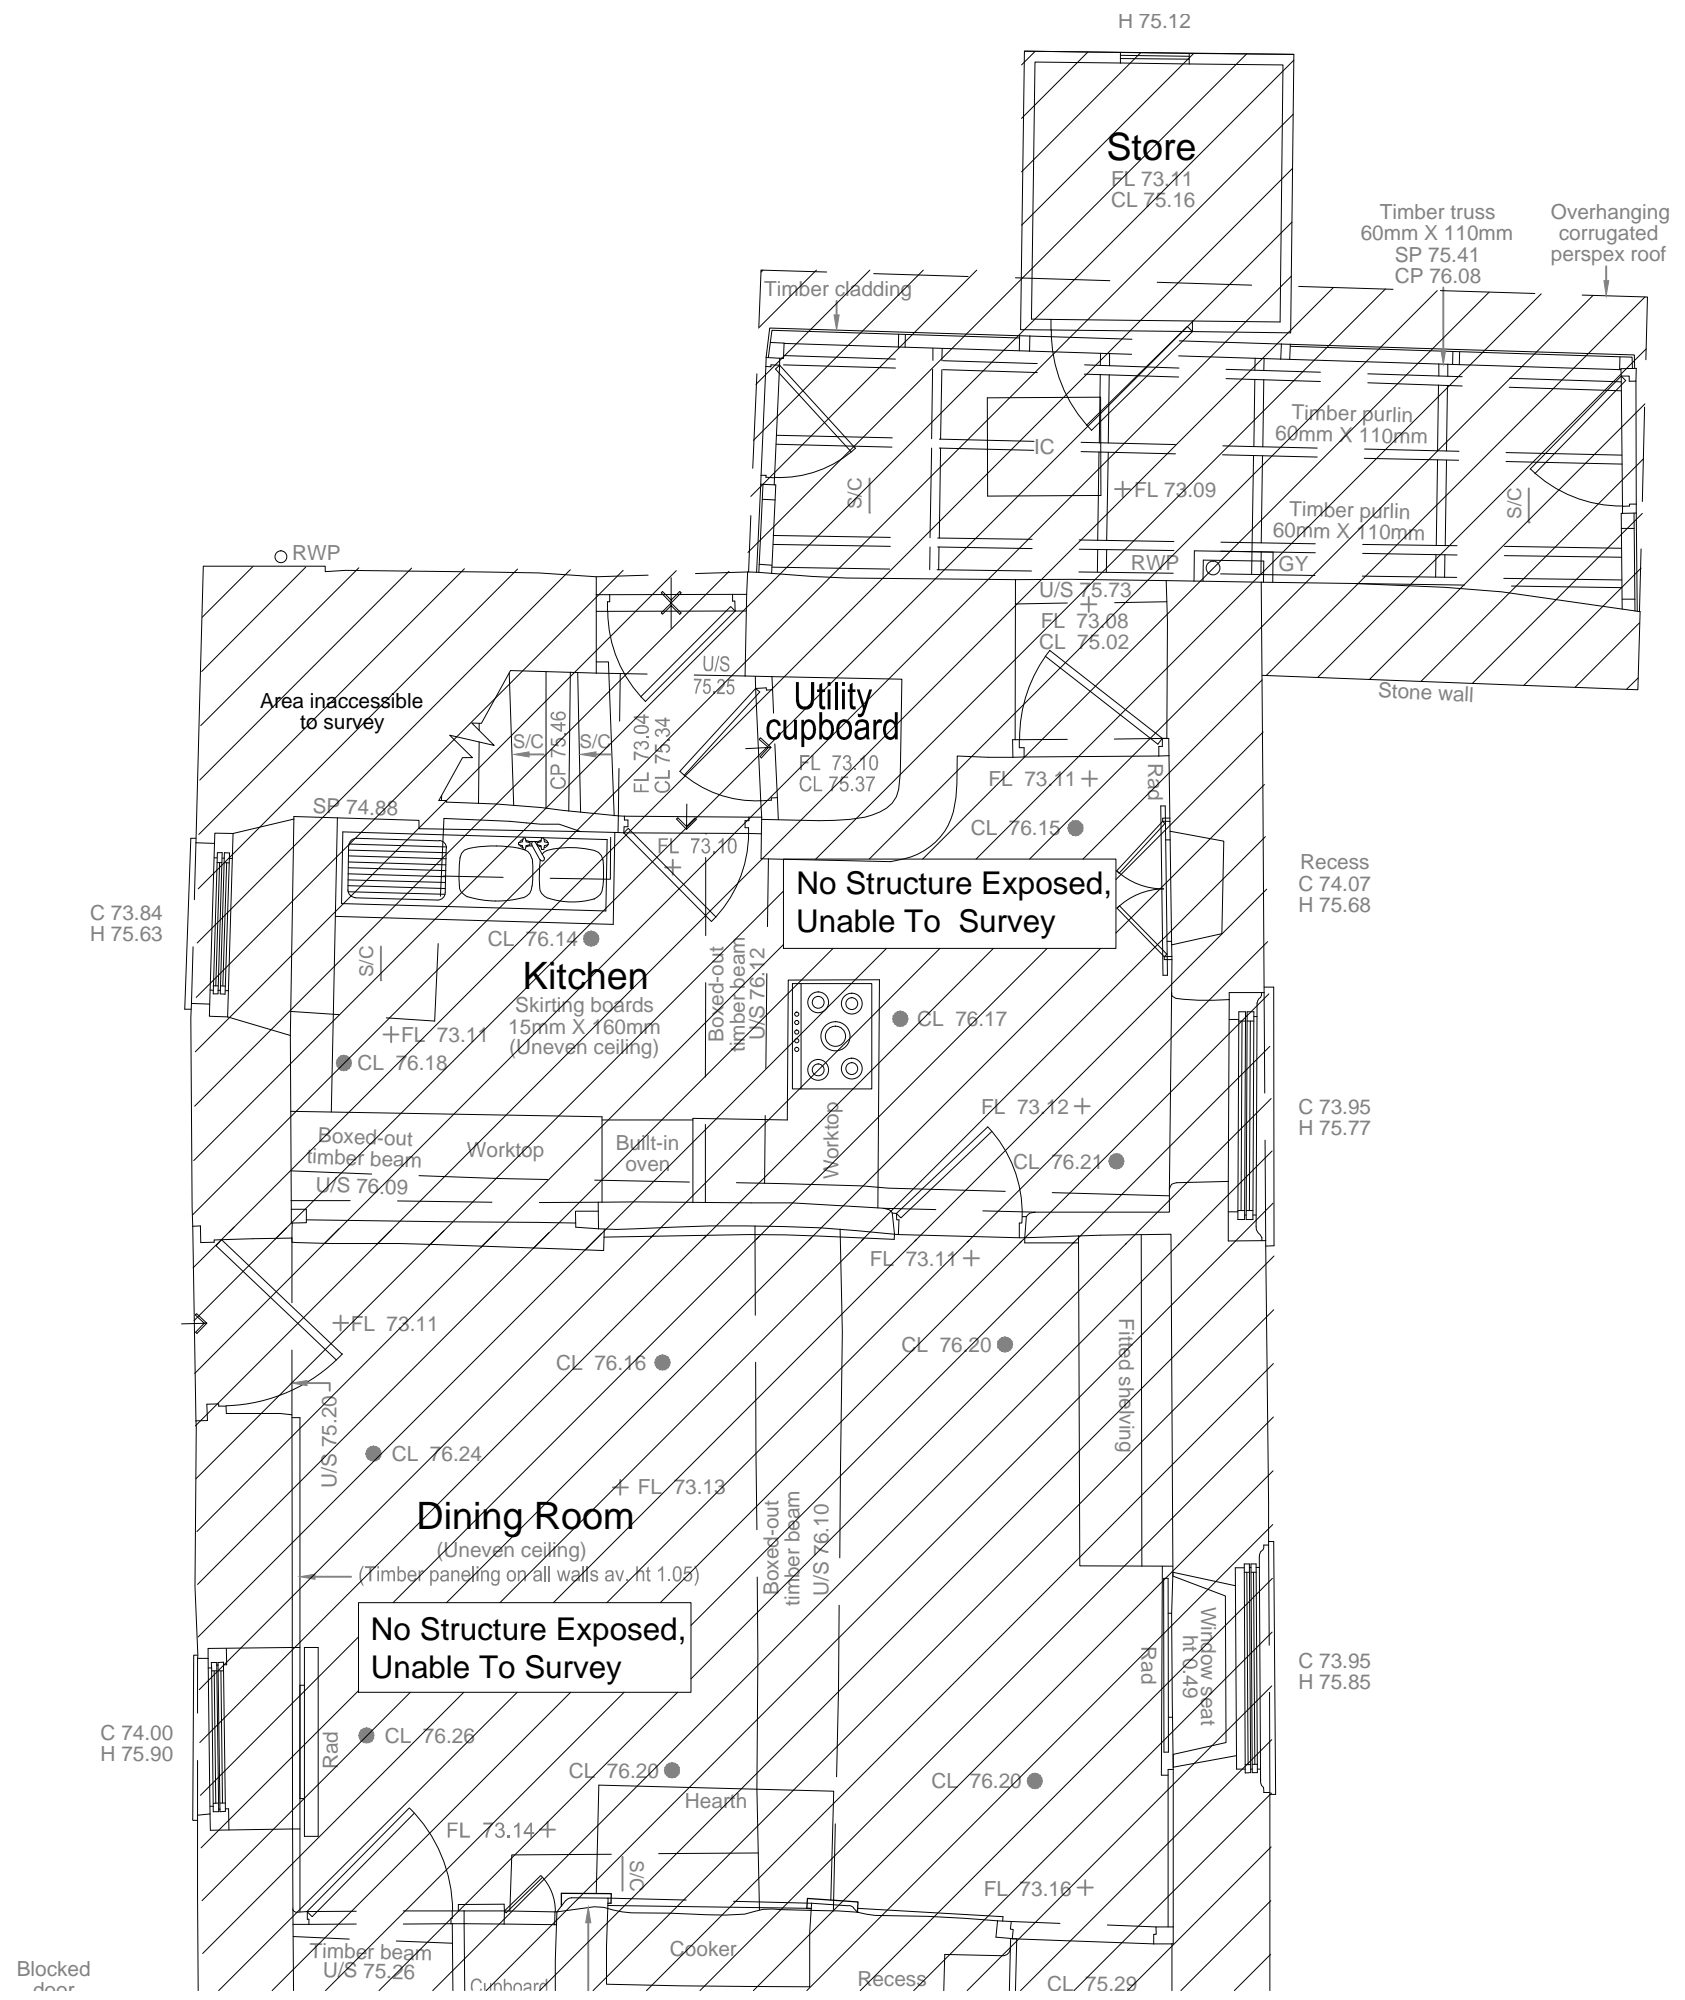 H 75.12
Store
FL 73.11
CL 75.16
Timber truss
60mm X 110mm
SP 75.41
CP 76.08
Overhanging
corrugated
perspex roof
Timber cladding
Timber purlin
60mm X 110mm
IC
S/C
FL 73.09
S/C
Timber purlin
60mm X 110mm
RWP
RWP
GY
U/S 75.73
FL 73.08
CL 75.02
U/S
75.25
Area inaccessible
to survey
Utility
cupboard
Stone wall
S/C
CP 75.46
S/C
FL 73.04
CL 75.34
FL 73.10
CL 75.37
FL 73.11
Rad
SP 74.88
CL 76.15
FL 73.10
No Structure Exposed,
Unable To Survey
Recess
C 74.07
H 75.68
C 73.84
H 75.63
CL 76.14
S/C
Kitchen
Skirting boards
15mm X 160mm
(Uneven ceiling)
Boxed-out
timber beam
U/S 76.12
CL 76.17
FL 73.11
CL 76.18
FL 73.12
C 73.95
H 75.77
Boxed-out
timber beam
U/S 76.09
Worktop
Built-in
oven
Worktop
CL 76.21
FL 73.11
FL 73.11
CL 76.16
CL 76.20
Fitted shelving
U/S 75.20
CL 76.24
FL 73.13
Dining Room
(Uneven ceiling)
(Timber paneling on all walls av. ht 1.05)
Boxed-out
timber beam
U/S 76.10
No Structure Exposed,
Unable To Survey
Rad
Window seat
ht 0.49
C 73.95
H 75.85
C 74.00
H 75.90
Rad
CL 76.26
CL 76.20
CL 76.20
Hearth
FL 73.14
S/C
FL 73.16
Timber beam
U/S 75.26
Cooker
Blocked
door
Cupboard
Recess
CL 75.29